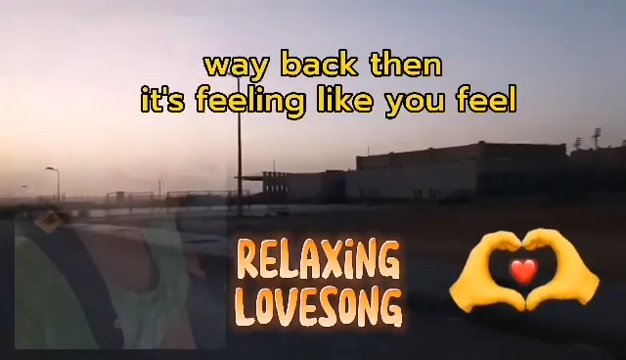 way back then
it's feeling like you feel
RELAXiNG
LOVESONG